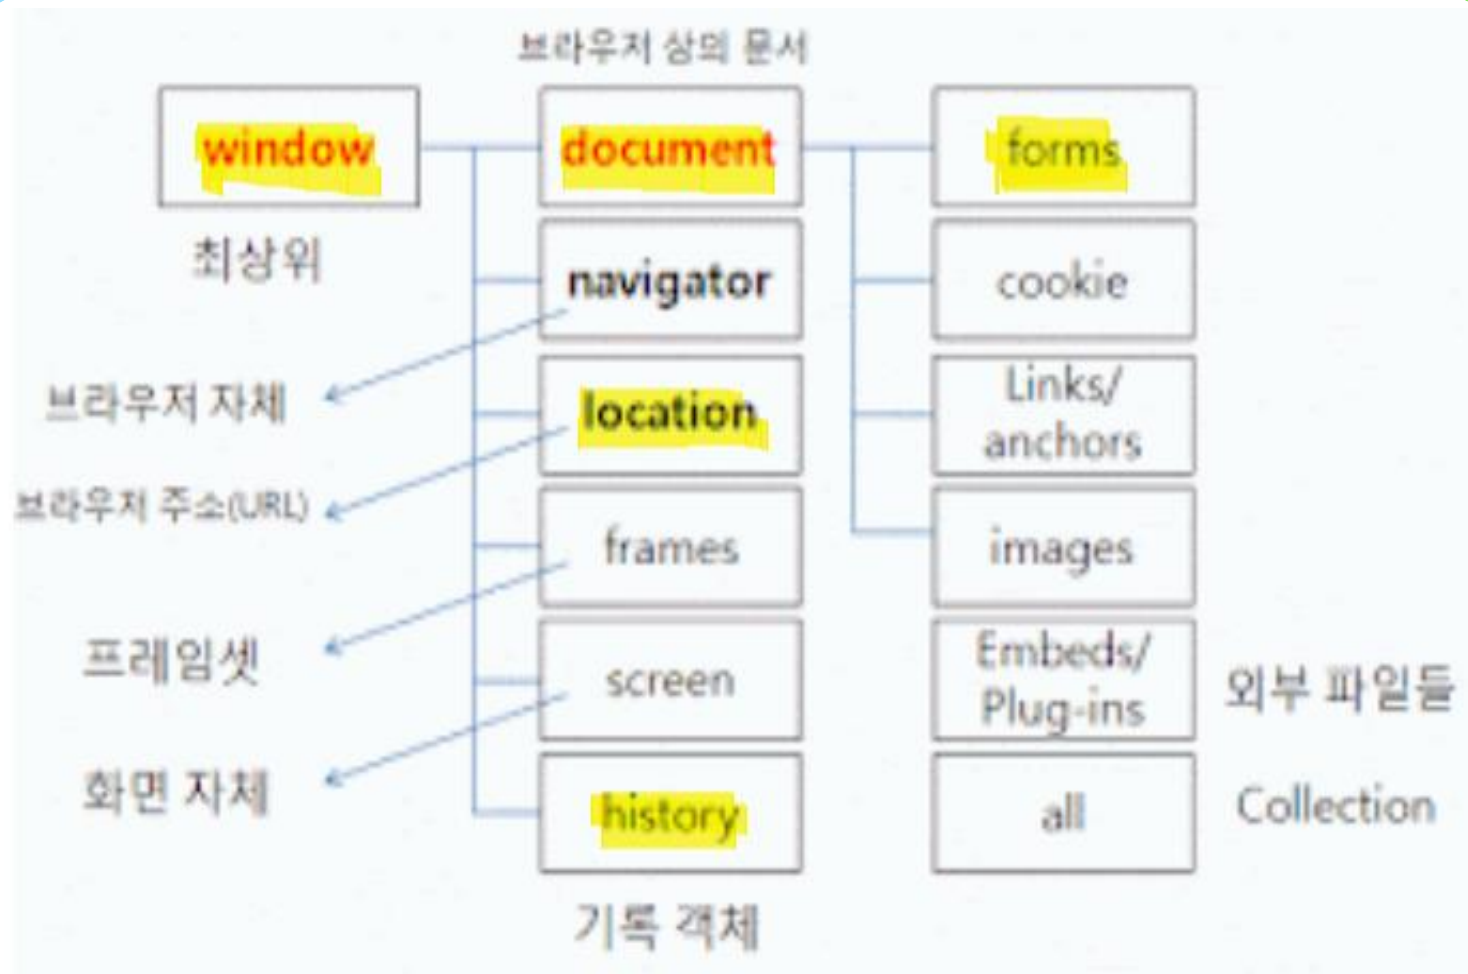 브라우저 상의 문서
window
document
forms
최상위
navigator
cookie
브라우저 자체
location
Links/
anchors
브라우저 주소(URL)
frames
images
프레임셋
screen
Embeds/
Plug-ins
외부 파일들
화면 자체
history
all
Collection
기록 객체